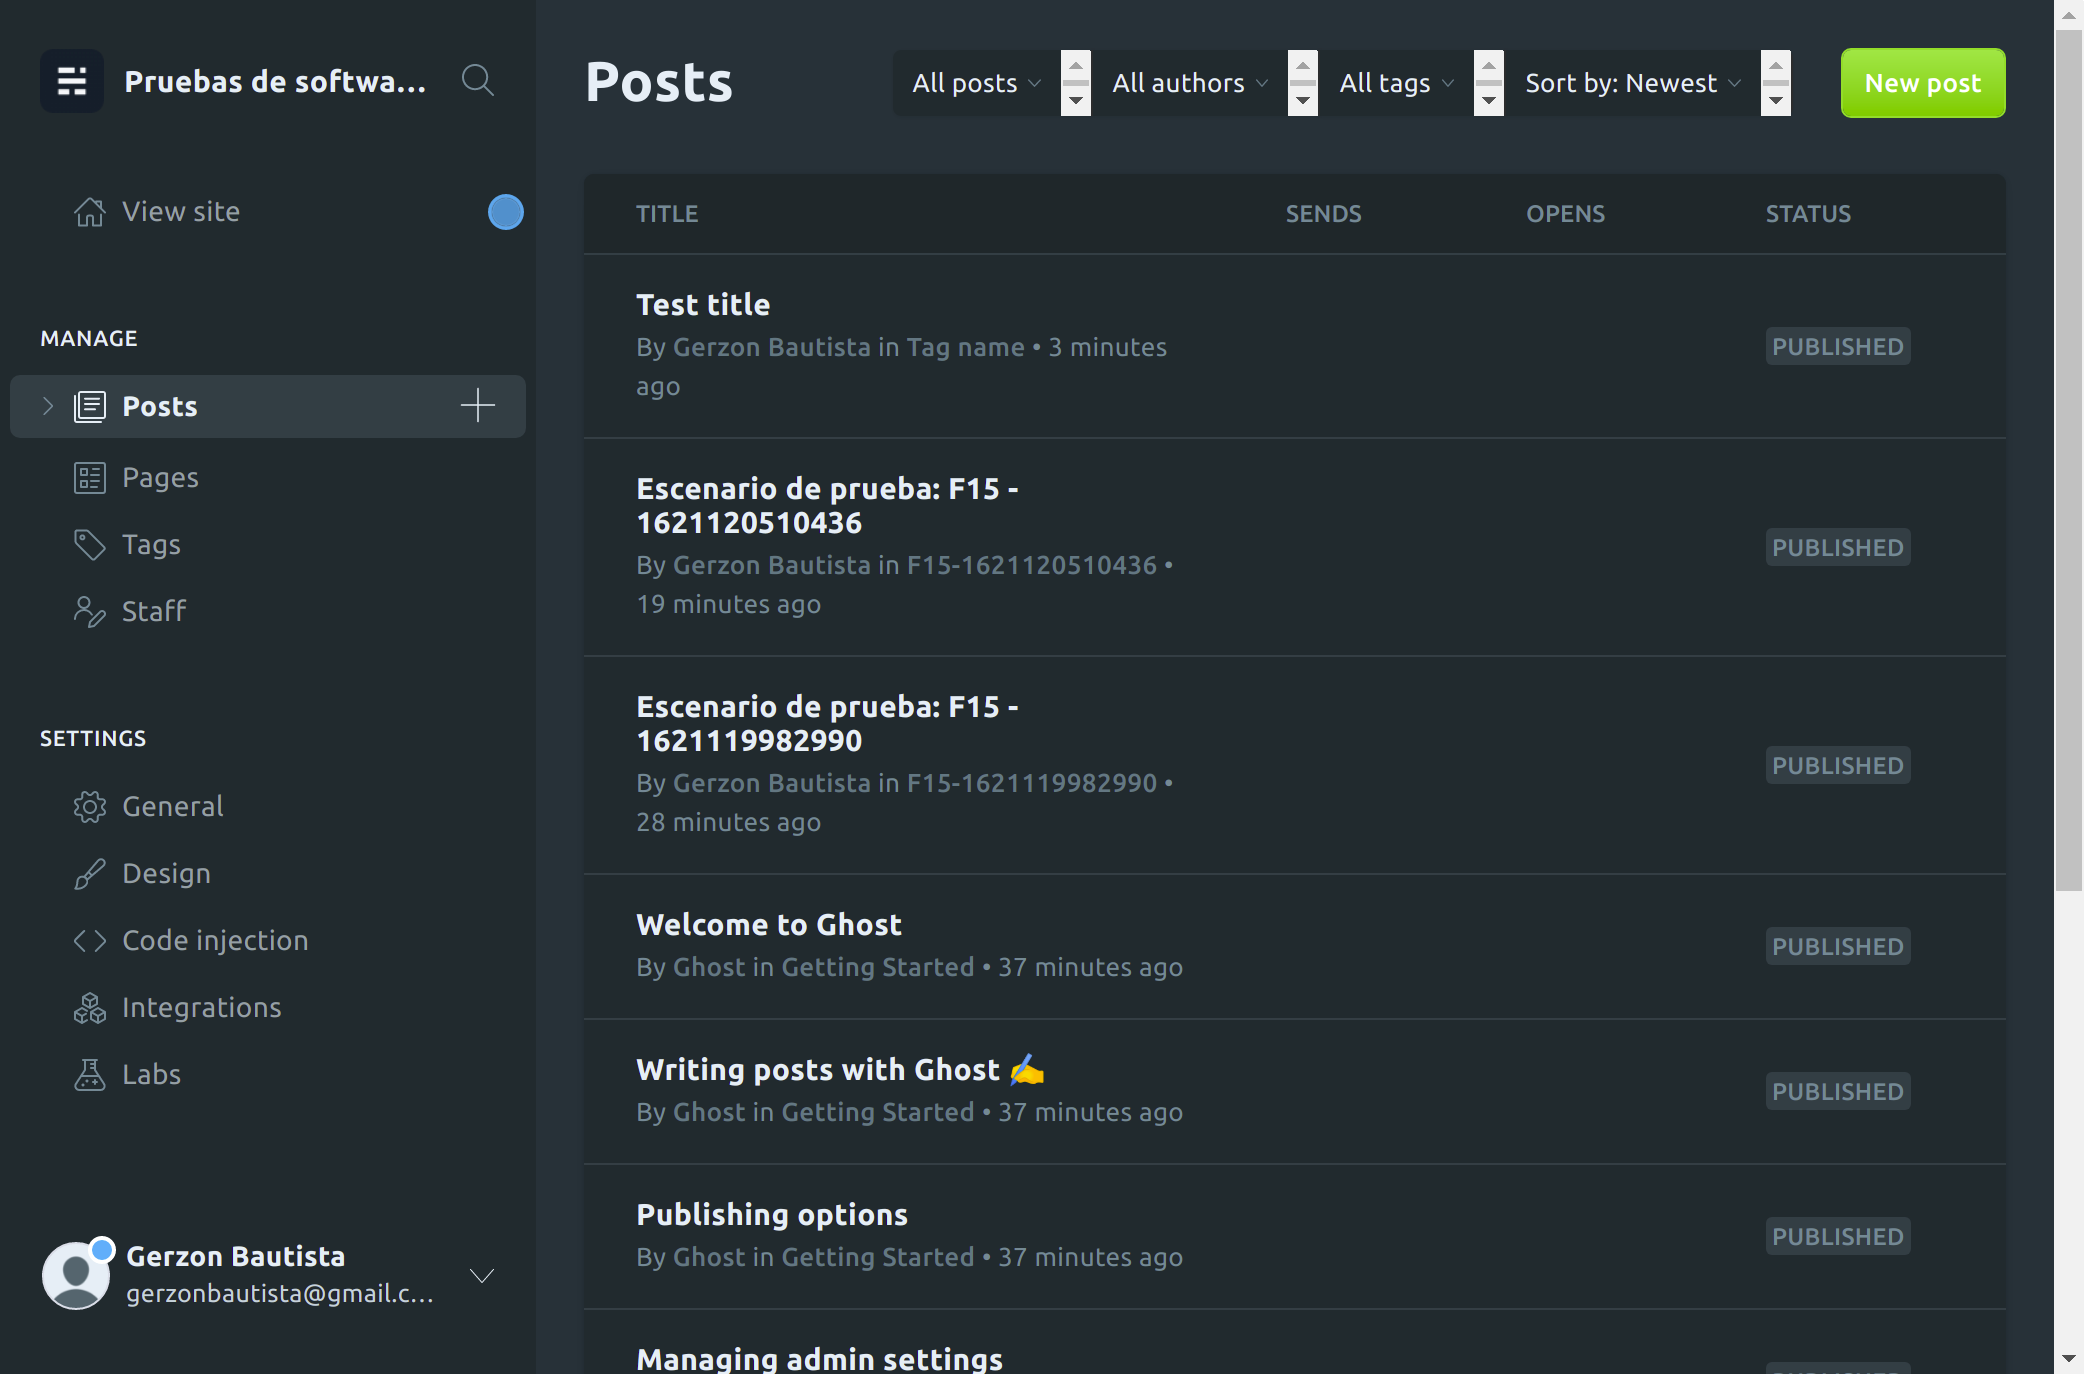 Pruebas de softwa...
View site
MANAGE
Posts
Pages
Tags
Staff
SETTINGS
General
Design
Code injection
Integrations
Labs
Gerzon Bautista
gerzonbautista@gmail.c...
Posts
All posts
All authors
All tags
Sort by: Newest
New post
TITLE SENDS OPENS STATUS
Test title
By Gerzon Bautista in Tag name • 3 minutes
ago
PUBLISHED
Escenario de prueba: F15 -
1621120510436
By Gerzon Bautista in F15-1621120510436 •
19 minutes ago
PUBLISHED
Escenario de prueba: F15 -
1621119982990
By Gerzon Bautista in F15-1621119982990 •
28 minutes ago
PUBLISHED
Welcome to Ghost
By Ghost in Getting Started • 37 minutes ago
PUBLISHED
Writing posts with Ghost ✍️
By Ghost in Getting Started • 37 minutes ago
PUBLISHED
Publishing options
By Ghost in Getting Started • 37 minutes ago
PUBLISHED
Managing admin settings